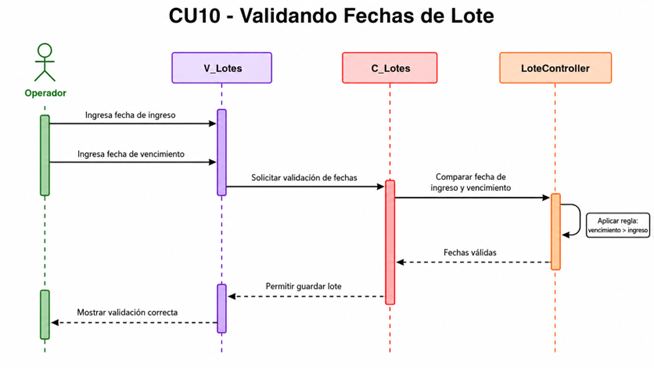 CU10 - Validando Fechas de Lote
V_Lotes
C_Lotes
LoteController
Operador
Ingresa fecha de ingreso
Ingresa fecha de vencimiento
Solicitar validación de fechas
Comparar fecha de
ingreso y vencimiento
Aplicar regla:
vencimiento > ingreso
Fechas válidas
Permitir guardar lote
Mostrar validación correcta